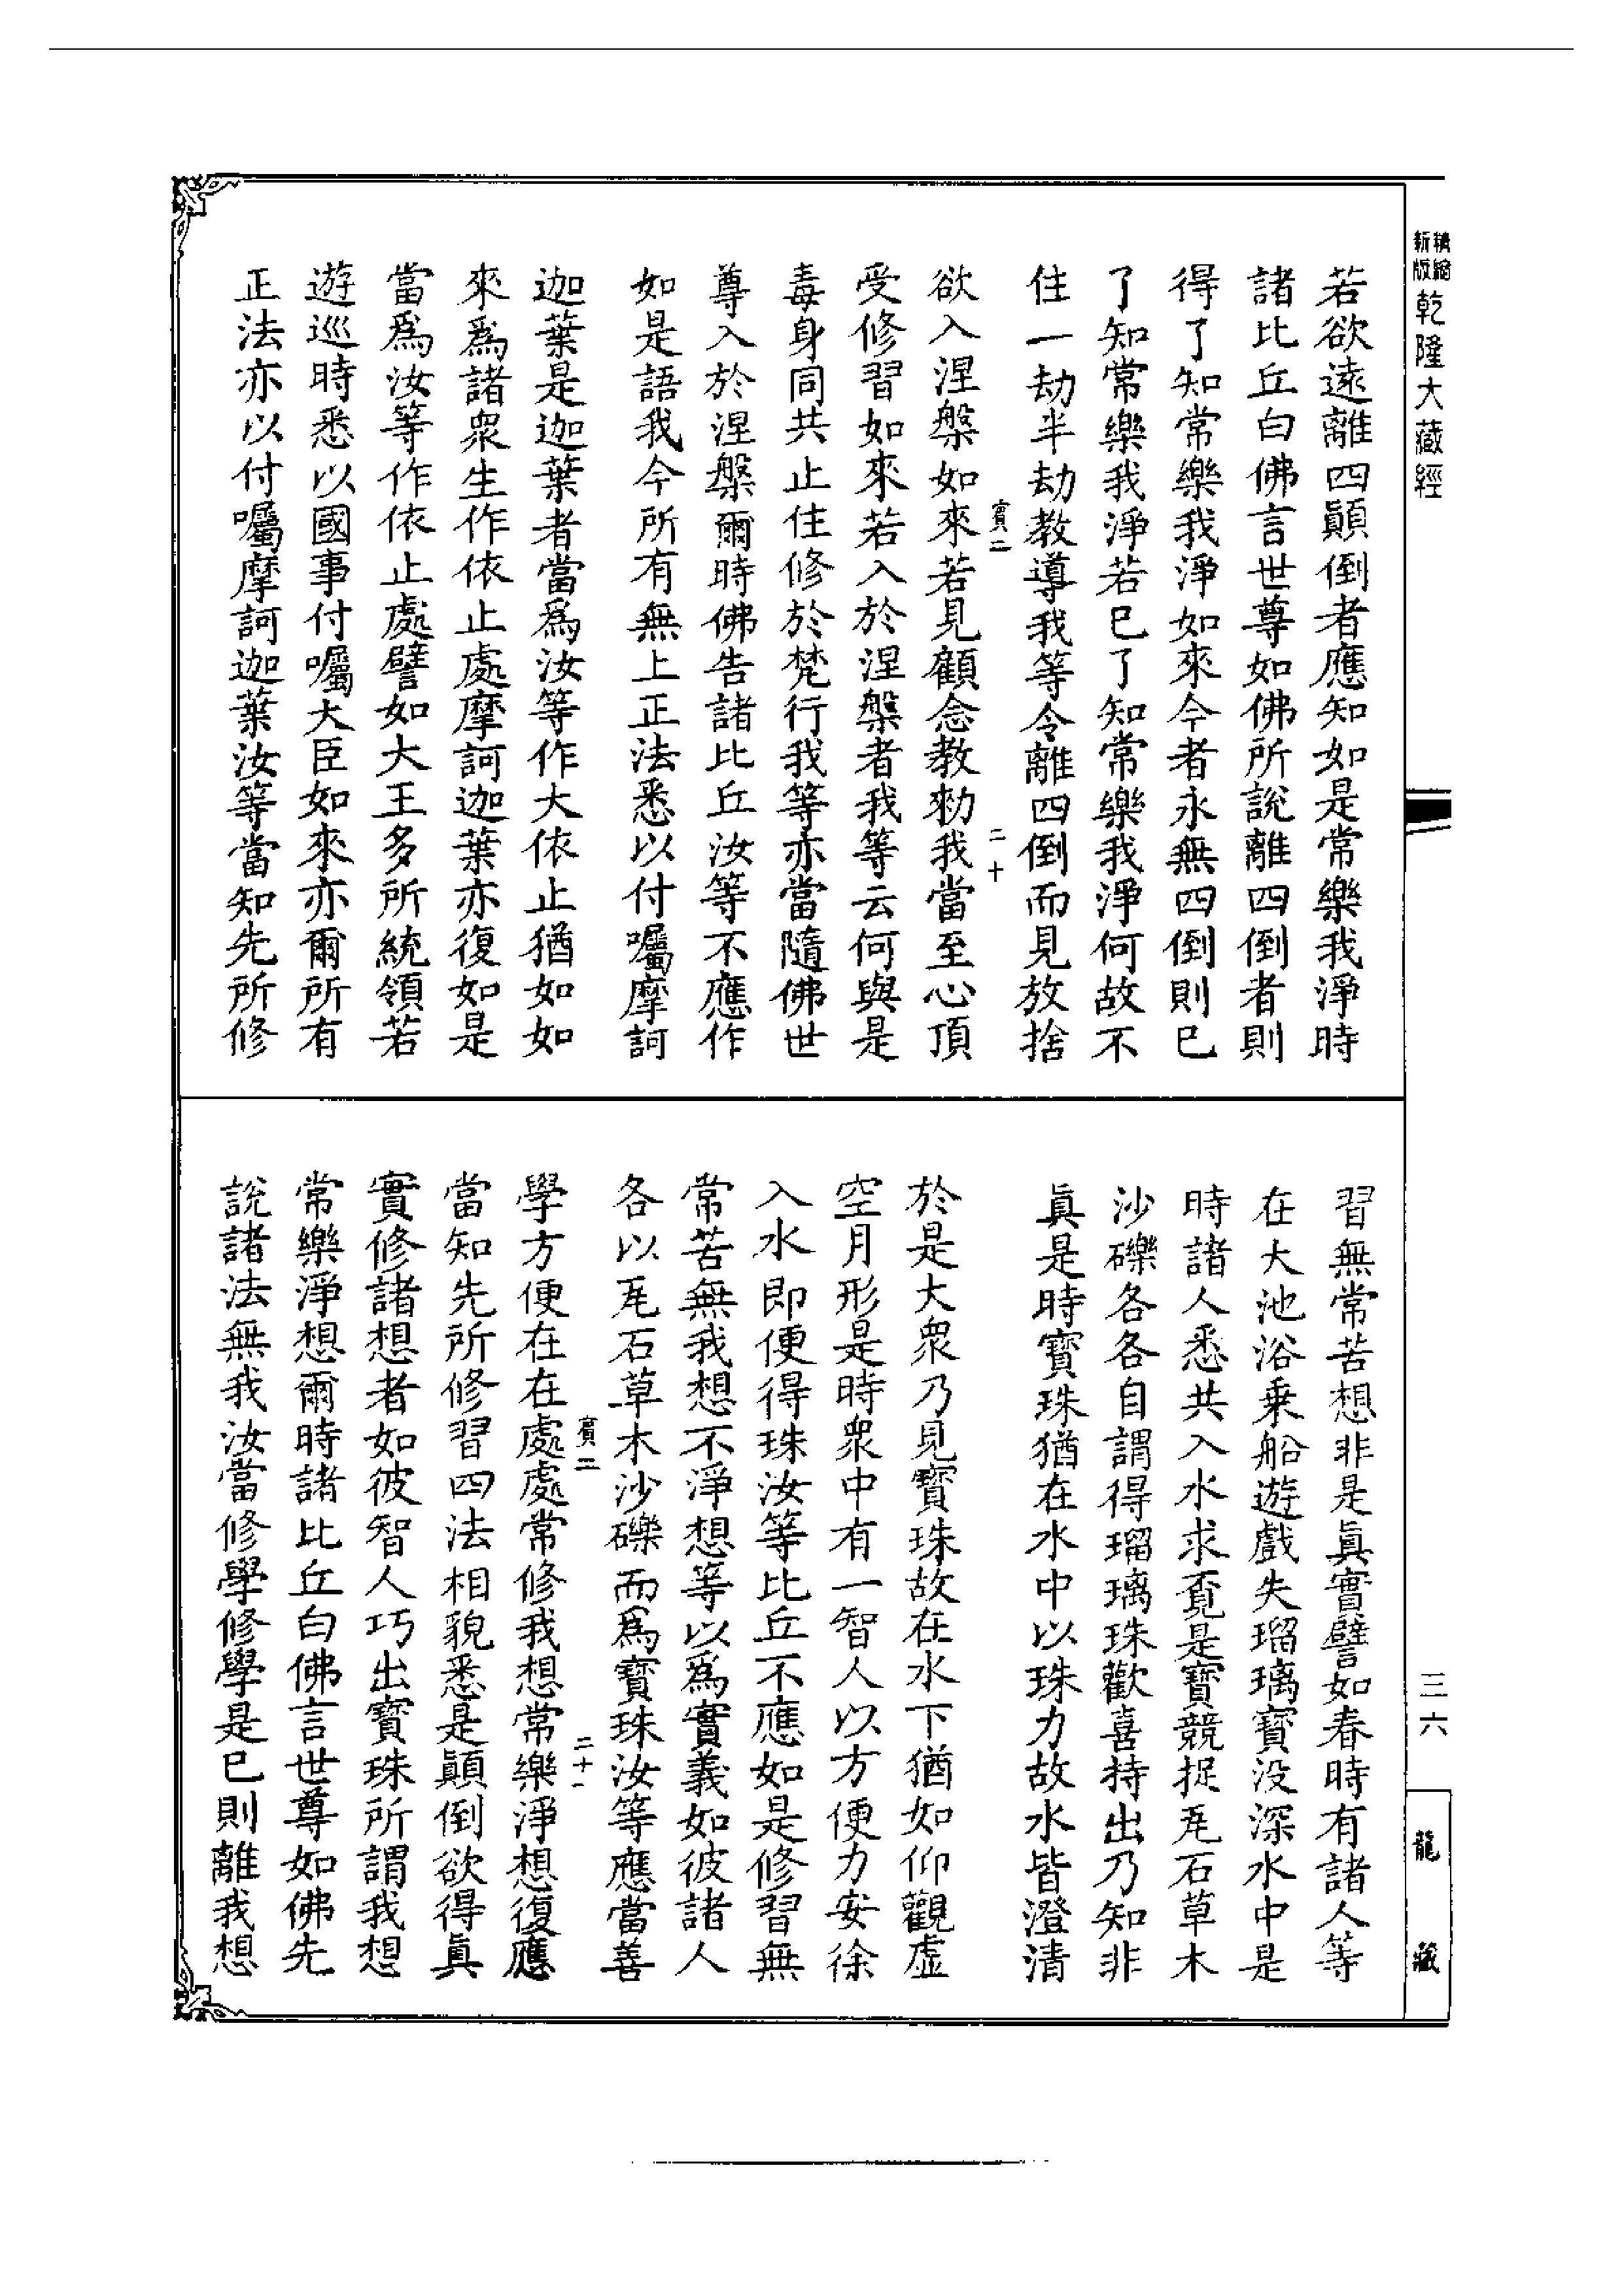 精縮新版乾隆大藏經
若欲遠離四顛倒者應知如是常樂我淨時
諸比丘白佛言世尊如佛所說離四倒者則
得了知常樂我淨如來今者永無四倒則已
了知常樂我淨若已了知常樂我淨何故不
住一劫半劫教導我等令離四倒而見放捨
賓二 二十
欲入涅槃如來若見顧念教勑我當至心頂
受修習如來若入於涅槃者我等云何與是
毒身同共止住修於梵行我等亦當隨佛世
尊入於涅槃爾時佛告諸比丘汝等不應作
如是語我今所有無上正法悉以付囑摩訶
迦葉是迦葉者當為汝等作大依止猶如如
來為諸眾生作依止處摩訶迦葉亦復如是
當為汝等作依止處譬如大王多所統領若
遊巡時悉以國事付囑大臣如來亦爾所有
正法亦以付囑摩訶迦葉汝等當知先所修
習無常苦想非是真實譬如春時有諸人等
在大池浴乗船遊戲失瑠璃寶没深水中是
時諸人悉共入水求覔是寶競捉瓦石草木
沙礫各各自謂得瑠璃珠歡喜持出乃知非
真是時寶珠猶在水中以珠力故水皆澄清
於是大眾乃見寶珠故在水下猶如仰觀虛
空月形是時眾中有一智人以方便力安徐
入水即便得珠汝等比丘不應如是修習無
常苦無我想不淨想等以為實義如彼諸人
各以瓦石草木沙礫而為寶珠汝等應當善
賓二 二十一
學方便在在處處常修我想常樂淨想復應
當知先所修習四法相貌悉是顛倒欲得真
實修諸想者如彼智人巧出寶珠所謂我想
常樂淨想爾時諸比丘白佛言世尊如佛先
說諸法無我汝當修學修學是已則離我想
三六
龍藏